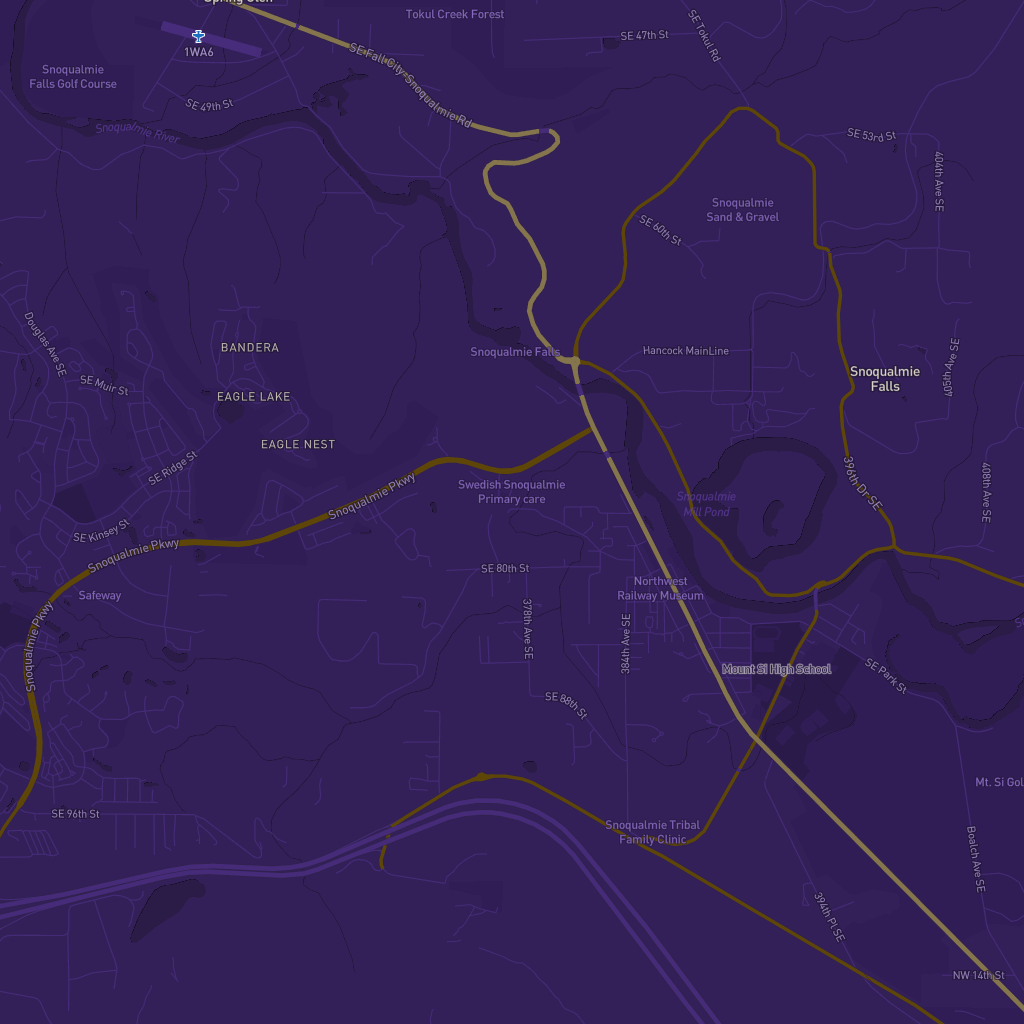 Tokul Creek Forest
SE 47th St
SE Tokul Rd
1WA6
SE Fall City-Snoqualmie Rd
Snoqualmie
Falls Golf Course
SE 49th St
Snoqualmie River
SE 53rd St
404th Ave SE
Snoqualmie
Sand & Gravel
SE 60th St
Douglas Ave SE
BANDERA
Snoqualmie Falls
Hancock MainLine
405th Ave SE
Snoqualmie
Falls
SE Muir St
EAGLE LAKE
EAGLE NEST
SE Ridge St
396th Dr SE
408th Ave SE
Snoqualmie Pkwy
Swedish Snoqualmie
Primary care
Snoqualmie
Mill Pond
SE Kinsey St
Snoqualmie Pkwy
SE 80th St
Safeway
Northwest
Railway Museum
Snoqualmie Pkwy
378th Ave SE
384th Ave SE
Mount Si High School
SE Park St
SE 88th St
Mt. Si Gol
SE 96th St
Snoqualmie Tribal
Family Clinic
Boalch Ave SE
394th Pl SE
NW 14th St